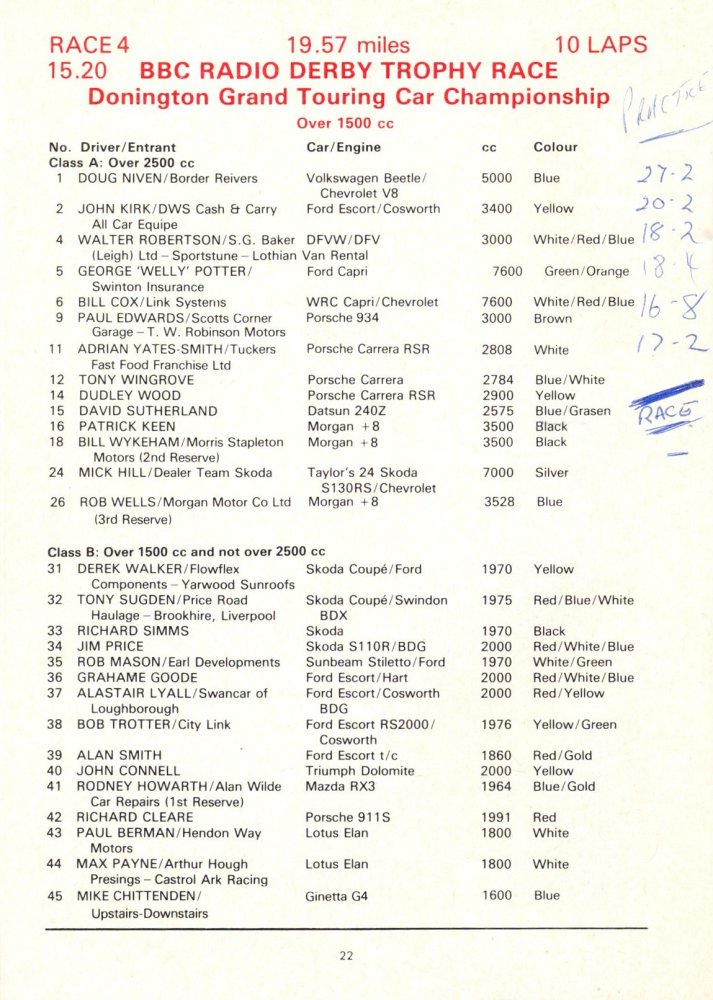 RACE 4 19.57 miles 10 LAPS
15.20 BBC RADIO DERBY TROPHY RACE
Donington Grand Touring Car Championship
Over 1500 cc
PRACTICE
No. Driver/Entrant Car/Engine cc Colour
Class A: Over 2500 cc
1 DOUG NIVEN/Border Reivers Volkswagen Beetle/ 5000 Blue 27-2
Chevrolet V8
2 JOHN KIRK/DWS Cash & Carry Ford Escort/Cosworth 3400 Yellow 20-2
All Car Equipe
4 WALTER ROBERTSON/S.G. Baker DFVW/DFV 3000 White/Red/Blue 18-2
(Leigh) Ltd – Sportstune – Lothian Van Rental
5 GEORGE 'WELLY' POTTER/ Ford Capri 7600 Green/Orange 18-4
Swinton Insurance
6 BILL COX/Link Systems WRC Capri/Chevrolet 7600 White/Red/Blue 16-8
9 PAUL EDWARDS/Scotts Corner Porsche 934 3000 Brown
Garage – T. W. Robinson Motors
11 ADRIAN YATES-SMITH/Tuckers Porsche Carrera RSR 2808 White 17-2
Fast Food Franchise Ltd
12 TONY WINGROVE Porsche Carrera 2784 Blue/White
14 DUDLEY WOOD Porsche Carrera RSR 2900 Yellow
15 DAVID SUTHERLAND Datsun 240Z 2575 Blue/Grasen RACE
16 PATRICK KEEN Morgan +8 3500 Black
18 BILL WYKEHAM/Morris Stapleton Morgan +8 3500 Black
Motors (2nd Reserve)
24 MICK HILL/Dealer Team Skoda Taylor's 24 Skoda 7000 Silver
S130RS/Chevrolet
26 ROB WELLS/Morgan Motor Co Ltd Morgan +8 3528 Blue
(3rd Reserve)
Class B: Over 1500 cc and not over 2500 cc
31 DEREK WALKER/Flowflex Skoda Coupé/Ford 1970 Yellow
Components – Yarwood Sunroofs
32 TONY SUGDEN/Price Road Skoda Coupé/Swindon 1975 Red/Blue/White
Haulage – Brookhire, Liverpool BDX
33 RICHARD SIMMS Skoda 1970 Black
34 JIM PRICE Skoda S110R/BDG 2000 Red/White/Blue
35 ROB MASON/Earl Developments Sunbeam Stiletto/Ford 1970 White/Green
36 GRAHAME GOODE Ford Escort/Hart 2000 Red/White/Blue
37 ALASTAIR LYALL/Swancar of Ford Escort/Cosworth 2000 Red/Yellow
Loughborough BDG
38 BOB TROTTER/City Link Ford Escort RS2000/ 1976 Yellow/Green
Cosworth
39 ALAN SMITH Ford Escort t/c 1860 Red/Gold
40 JOHN CONNELL Triumph Dolomite 2000 Yellow
41 RODNEY HOWARTH/Alan Wilde Mazda RX3 1964 Blue/Gold
Car Repairs (1st Reserve)
42 RICHARD CLEARE Porsche 911S 1991 Red
43 PAUL BERMAN/Hendon Way Lotus Elan 1800 White
Motors
44 MAX PAYNE/Arthur Hough Lotus Elan 1800 White
Presings – Castrol Ark Racing
45 MIKE CHITTENDEN/ Ginetta G4 1600 Blue
Upstairs-Downstairs
22